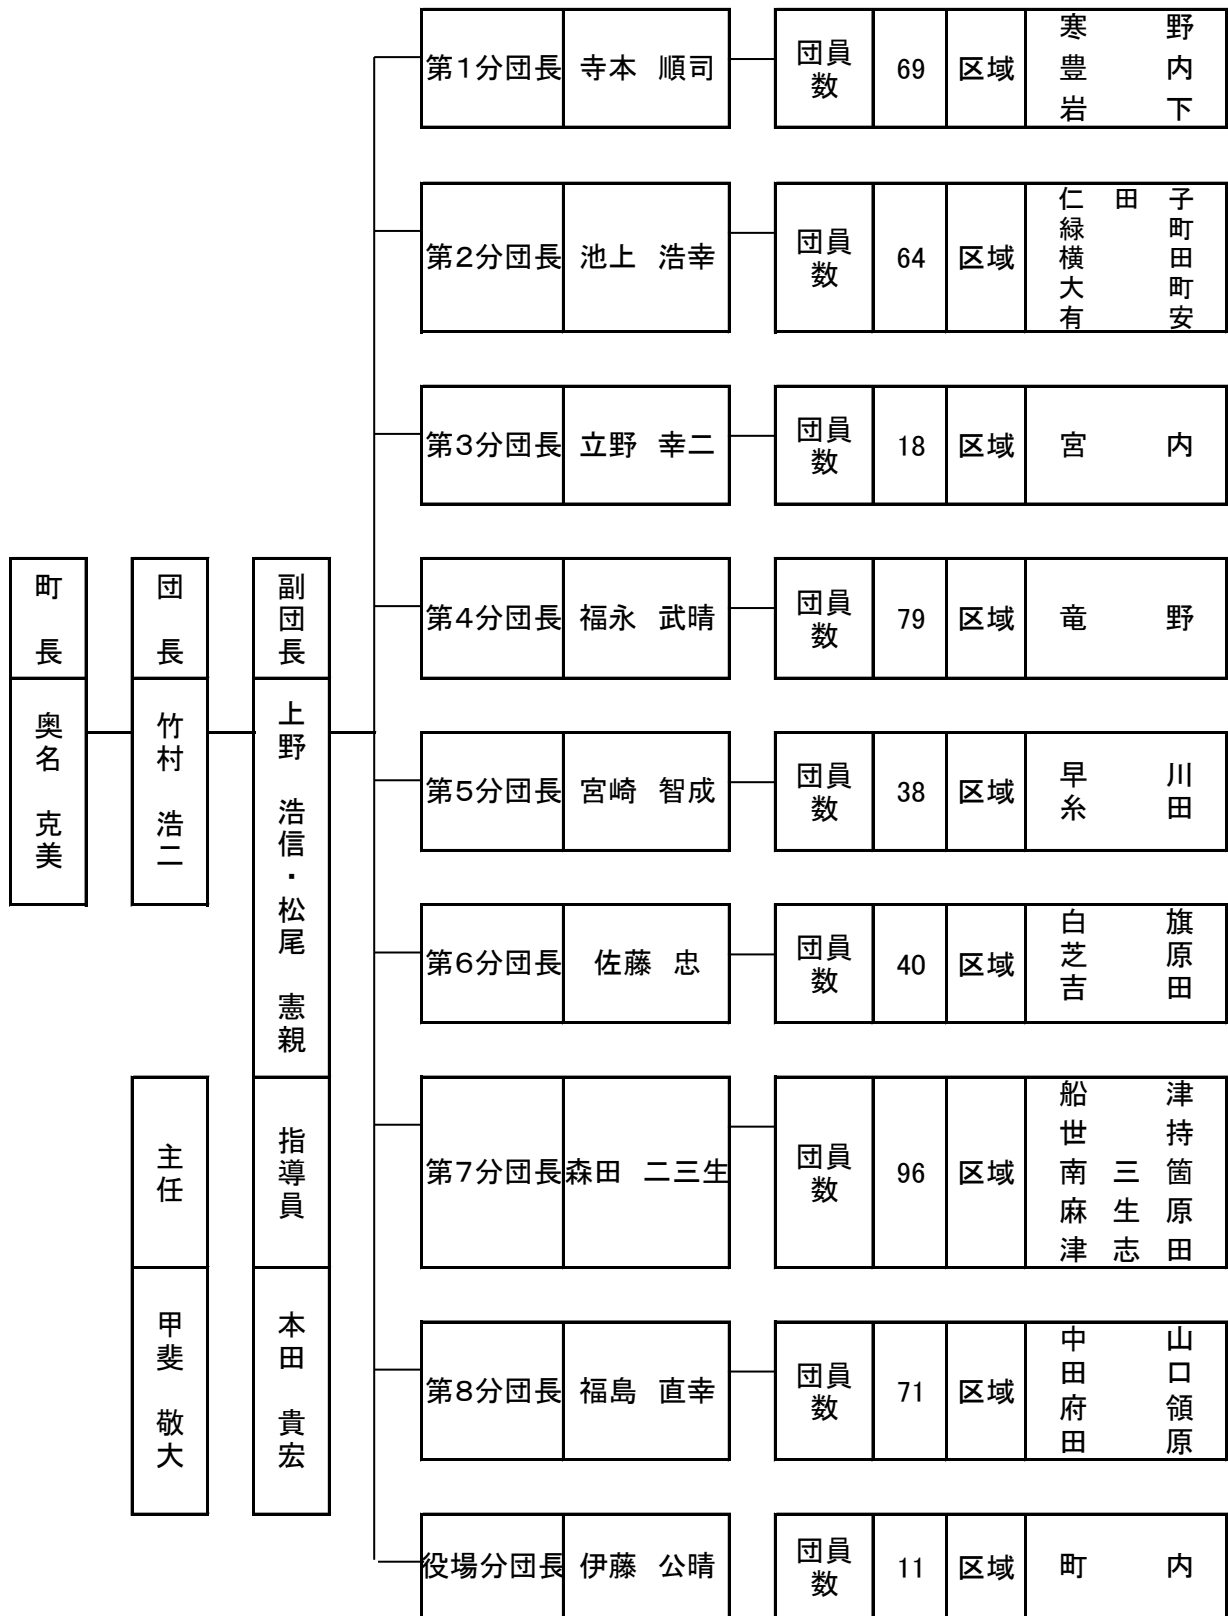 町長
奥名 克美
団長
竹村 浩二
副団長
上野 浩信・松尾 憲親
主任
甲斐 敬大
指導員
本田 貴宏
第1分団長 寺本 順司 団員数 69 区域
寒野
豊内
岩下
第2分団長 池上 浩幸 団員数 64 区域
仁田子
緑町
横田
大町
有安
第3分団長 立野 幸二 団員数 18 区域
宮内
第4分団長 福永 武晴 団員数 79 区域
竜野
第5分団長 宮崎 智成 団員数 38 区域
早川
糸田
第6分団長 佐藤 忠 団員数 40 区域
白旗
芝原
吉田
第7分団長 森田 二三生 団員数 96 区域
船津
世持
南三箇
麻生原
津志田
第8分団長 福島 直幸 団員数 71 区域
中山
田口
府領
田原
役場分団長 伊藤 公晴 団員数 11 区域
町内